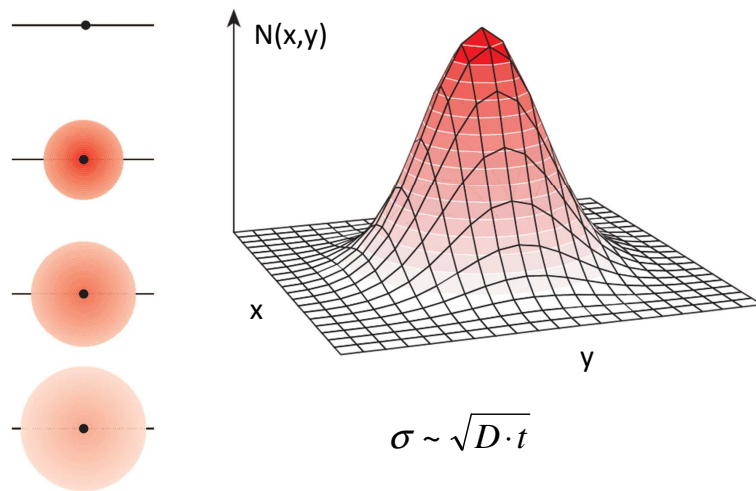 N(x,y)
x
y
σ ~ √D · t